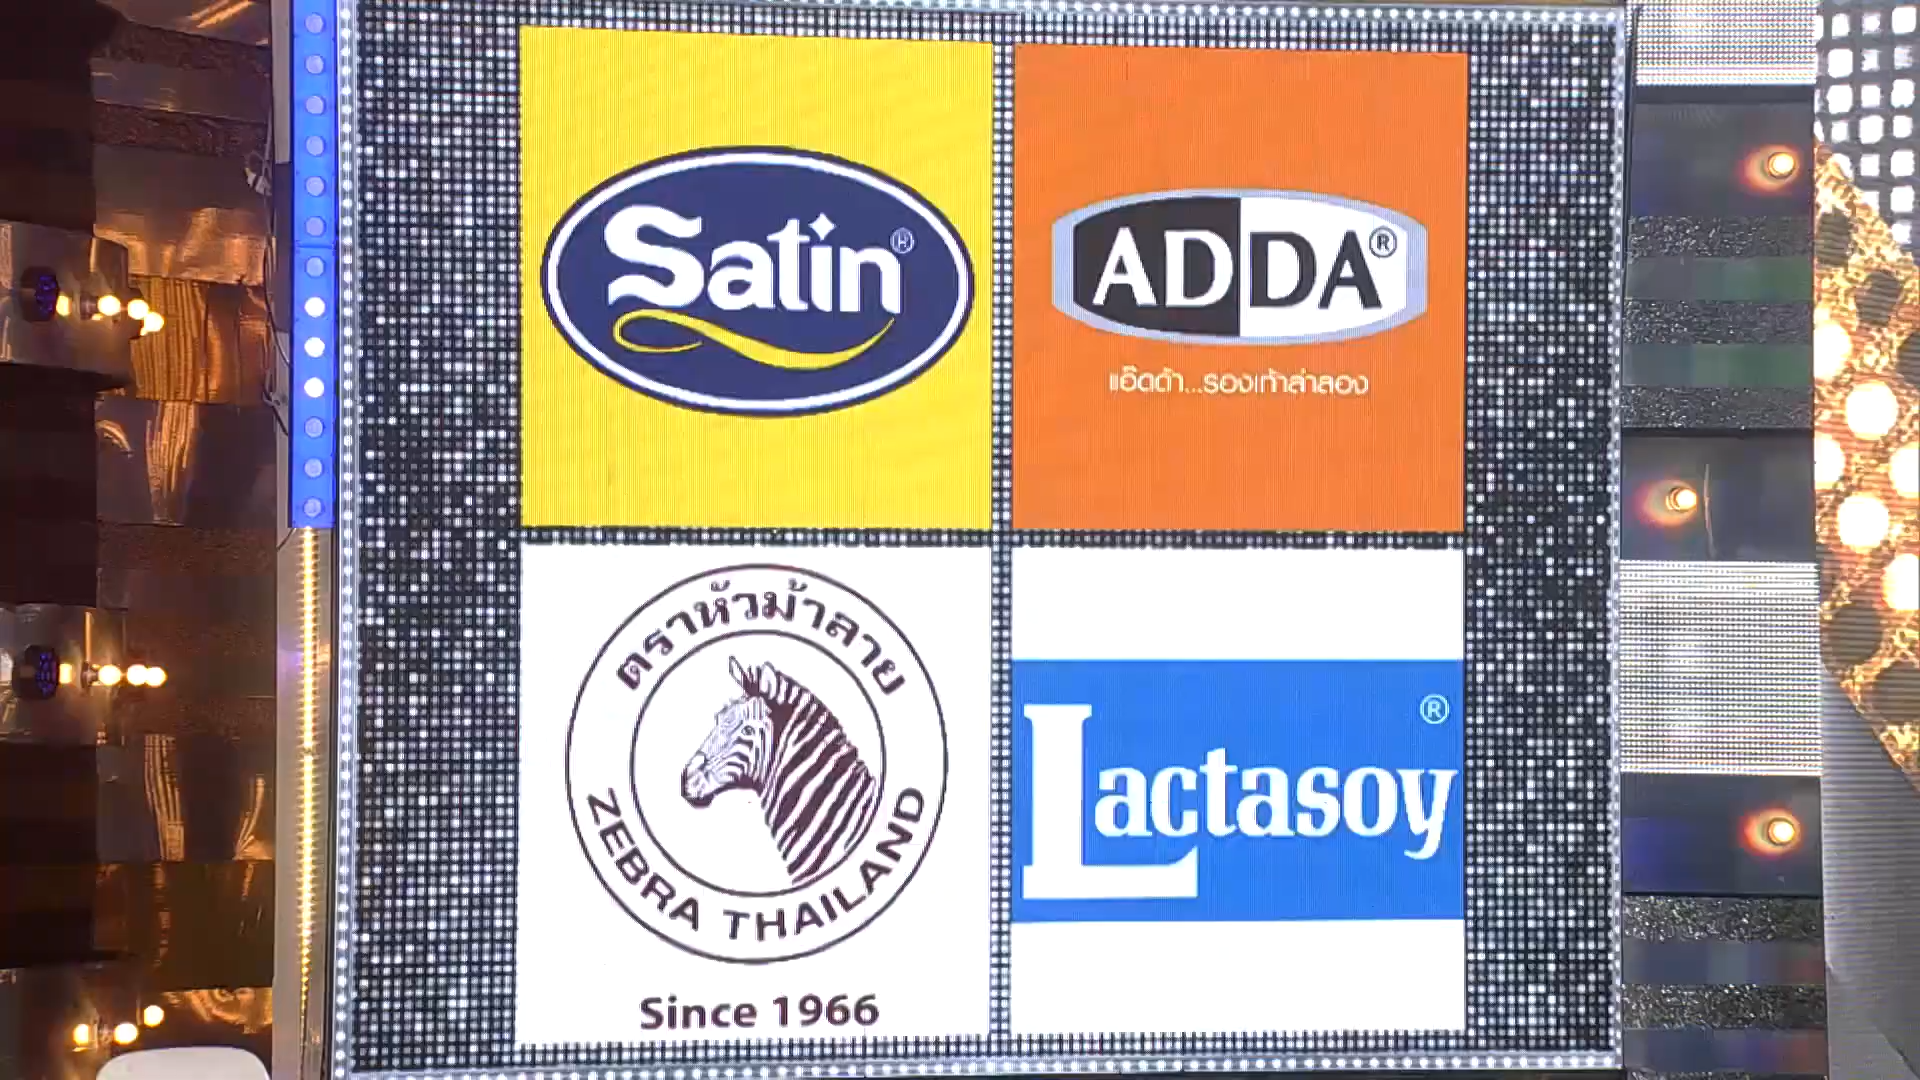 Satin®
ADDA®
แอ๊ดด้า...รองเท้าลำลอง
ตราหัวม้าลาย
ZEBRA THAILAND
Since 1966
Lactasoy®